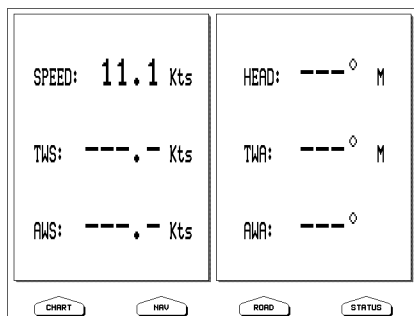 SPEED: 11.1 Kts
TWS: ---.- Kts
AWS: ---.- Kts
HEAD: ---° M
TWA: ---° M
AWA: ---°
CHART NAV ROAD STATUS